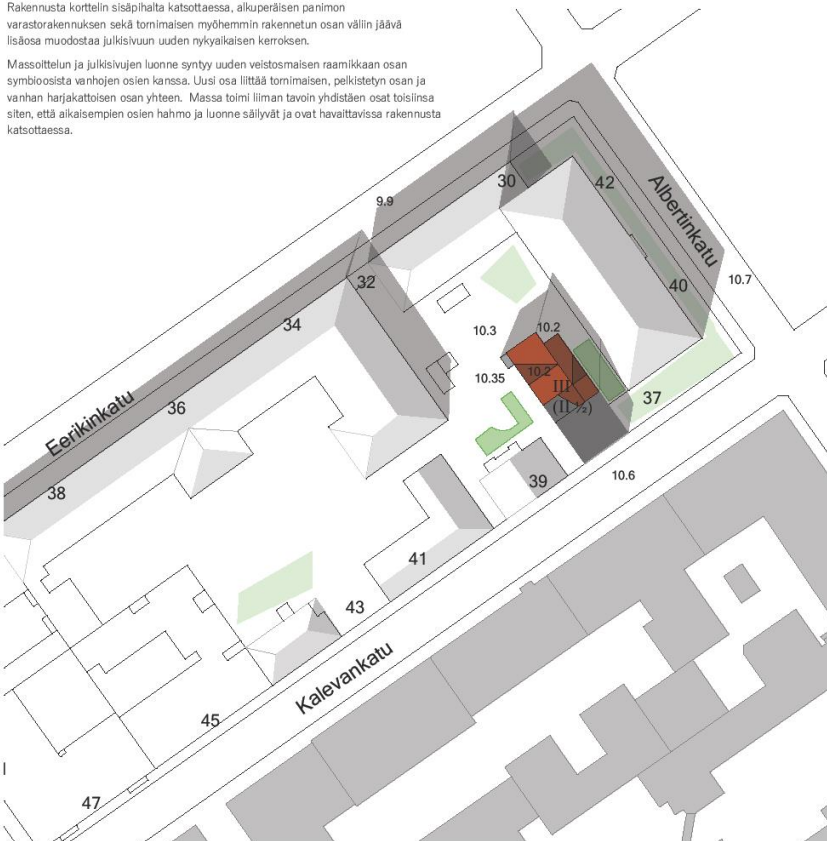 Rakennusta korttelin sisäpihalta katsottaessa, alkuperäisen panimon
varastorakennuksen sekä tornimaisen myöhemmin rakennetun osan väliin jäävä
lisäosa muodostaa julkisivuun uuden nykyaikaisen kerroksen.
Massoittelun ja julkisivujen luonne syntyy uuden veistosmaisen raamikkaan osan
symbioosista vanhojen osien kanssa. Uusi osa liittää tornimaisen, pelkistetyn osan ja
vanhan harjakattoisen osan yhteen. Massa toimi liiman tavoin yhdistäen osat toisiinsa
siten, että aikaisempien osien hahmo ja luonne säilyvät ja ovat havaittavissa rakennusta
katsottaessa.
30
42
Albertinkatu
9.9
32
40
10.7
34
10.3
10.2
10.35
10.2
III
(II ½)
37
36
Eerikinkatu
38
39
10.6
41
43
Kalevankatu
45
47